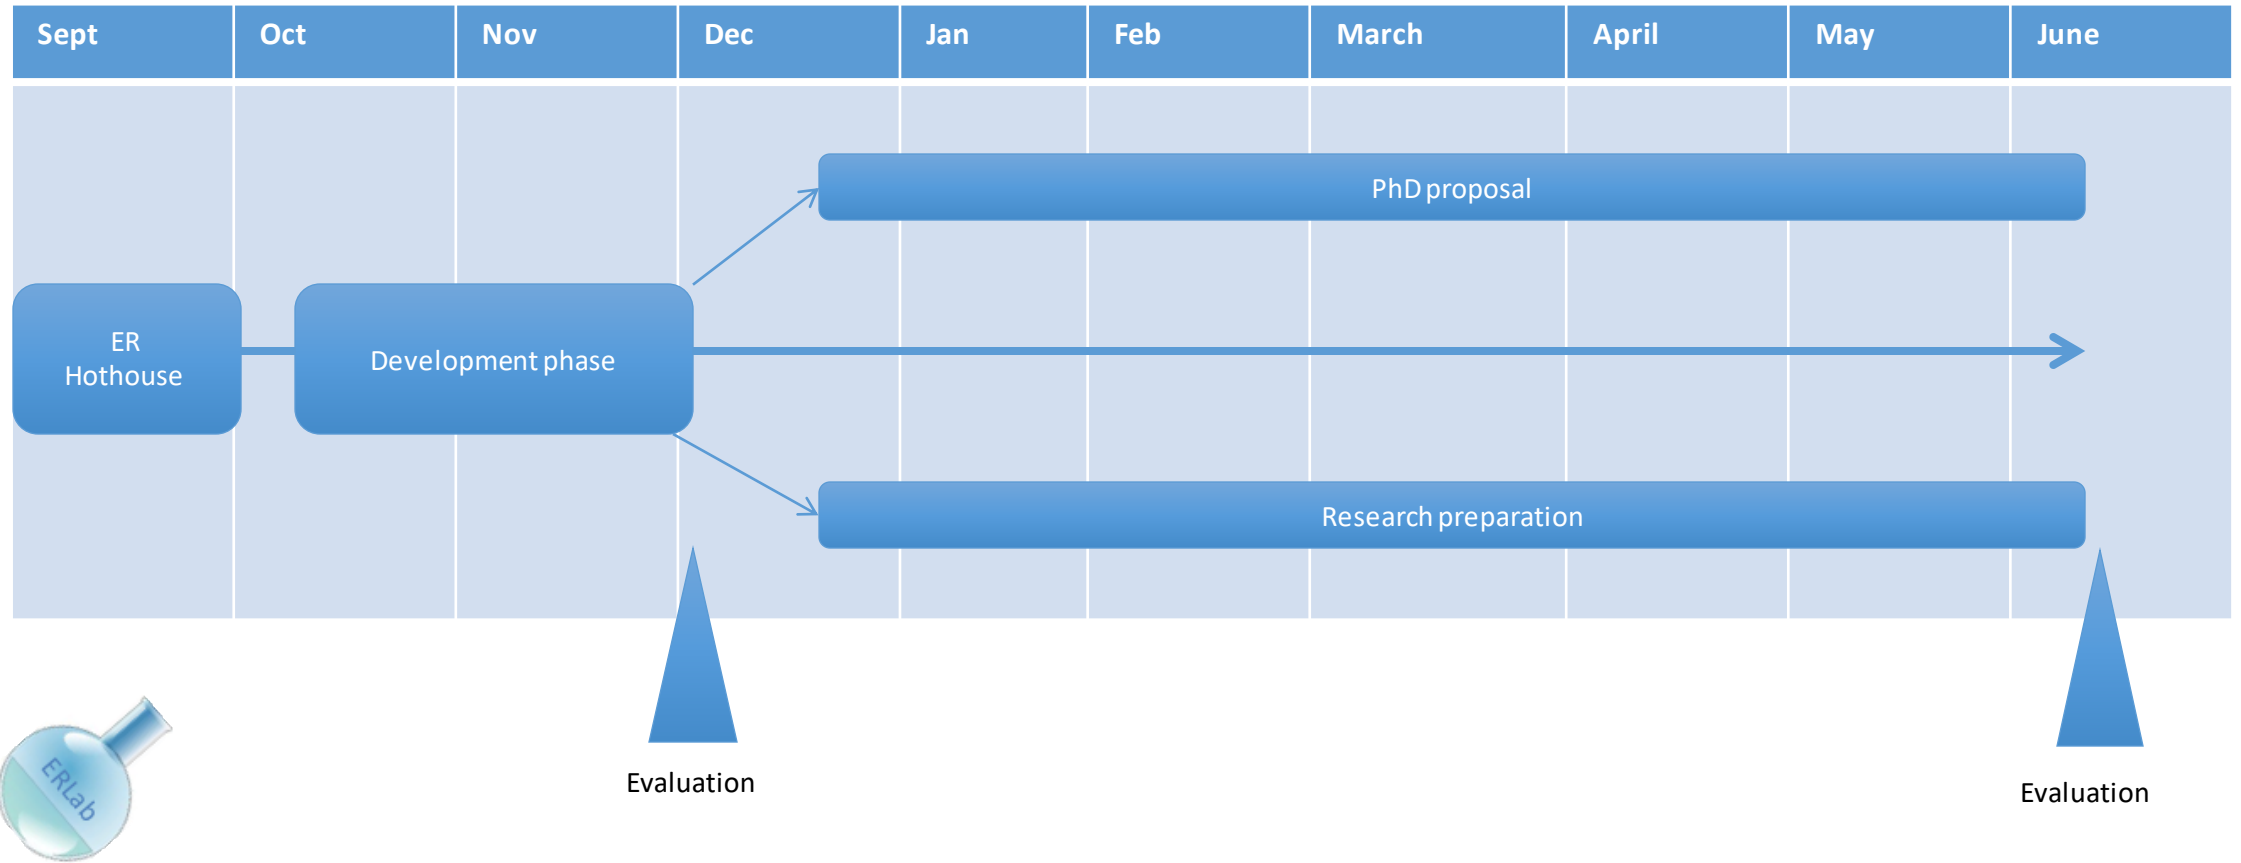 Sept Oct Nov Dec Jan Feb March April May June
PhD proposal
ER
Hothouse
Development phase
Research preparation
Evaluation
Evaluation
ERLab